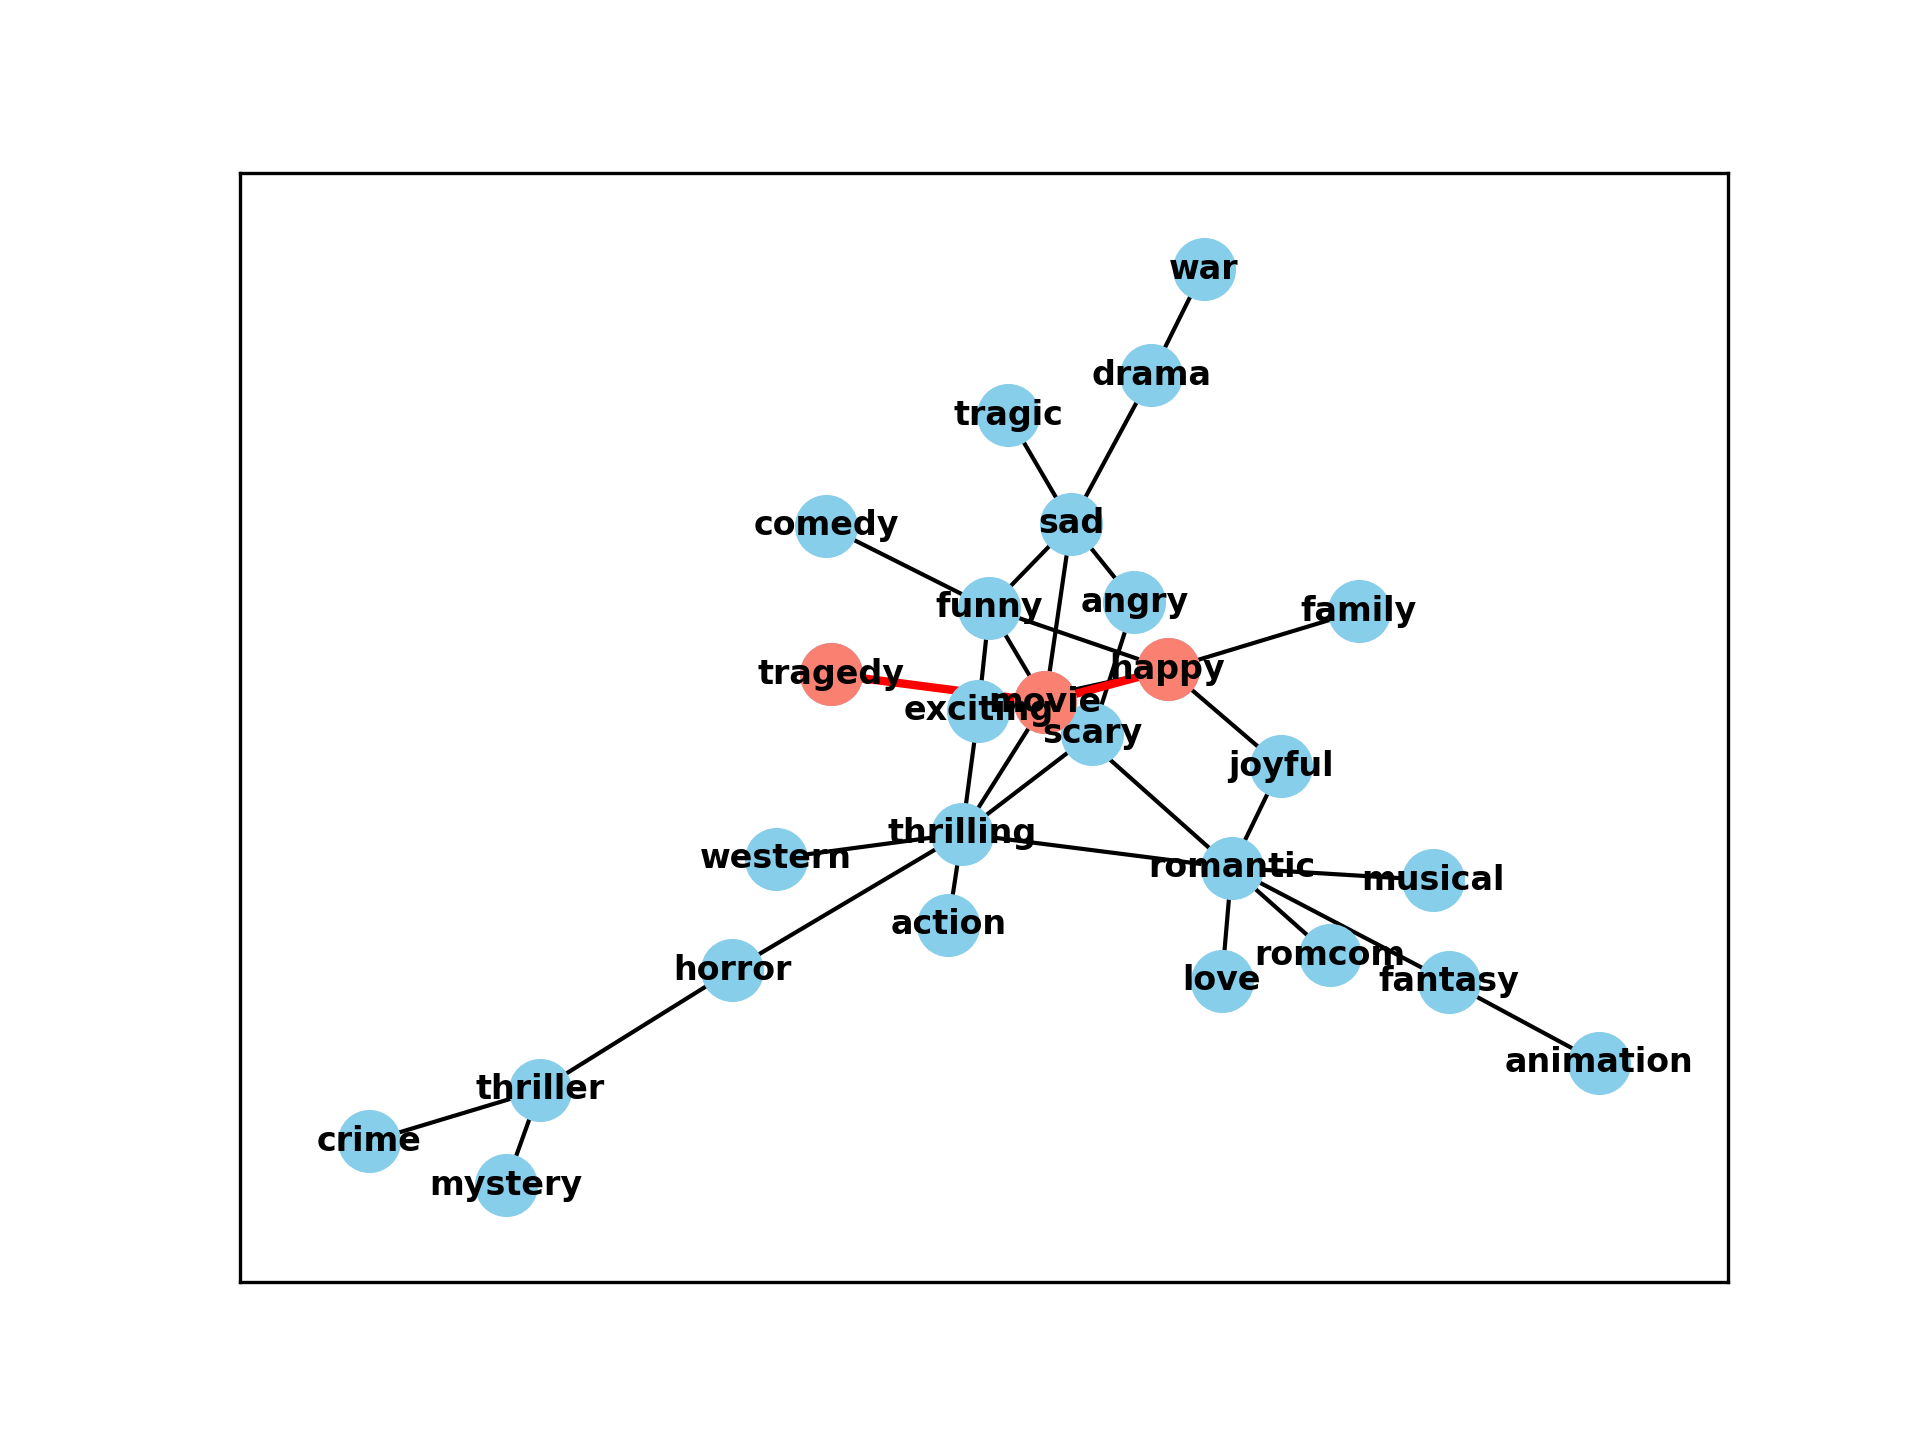 war
drama
tragic
sad
comedy
funny
angry
family
happy
tragedy
movie
exciting
scary
joyful
thrilling
western
romantic
musical
action
romcom
horror
love
fantasy
animation
thriller
crime
mystery